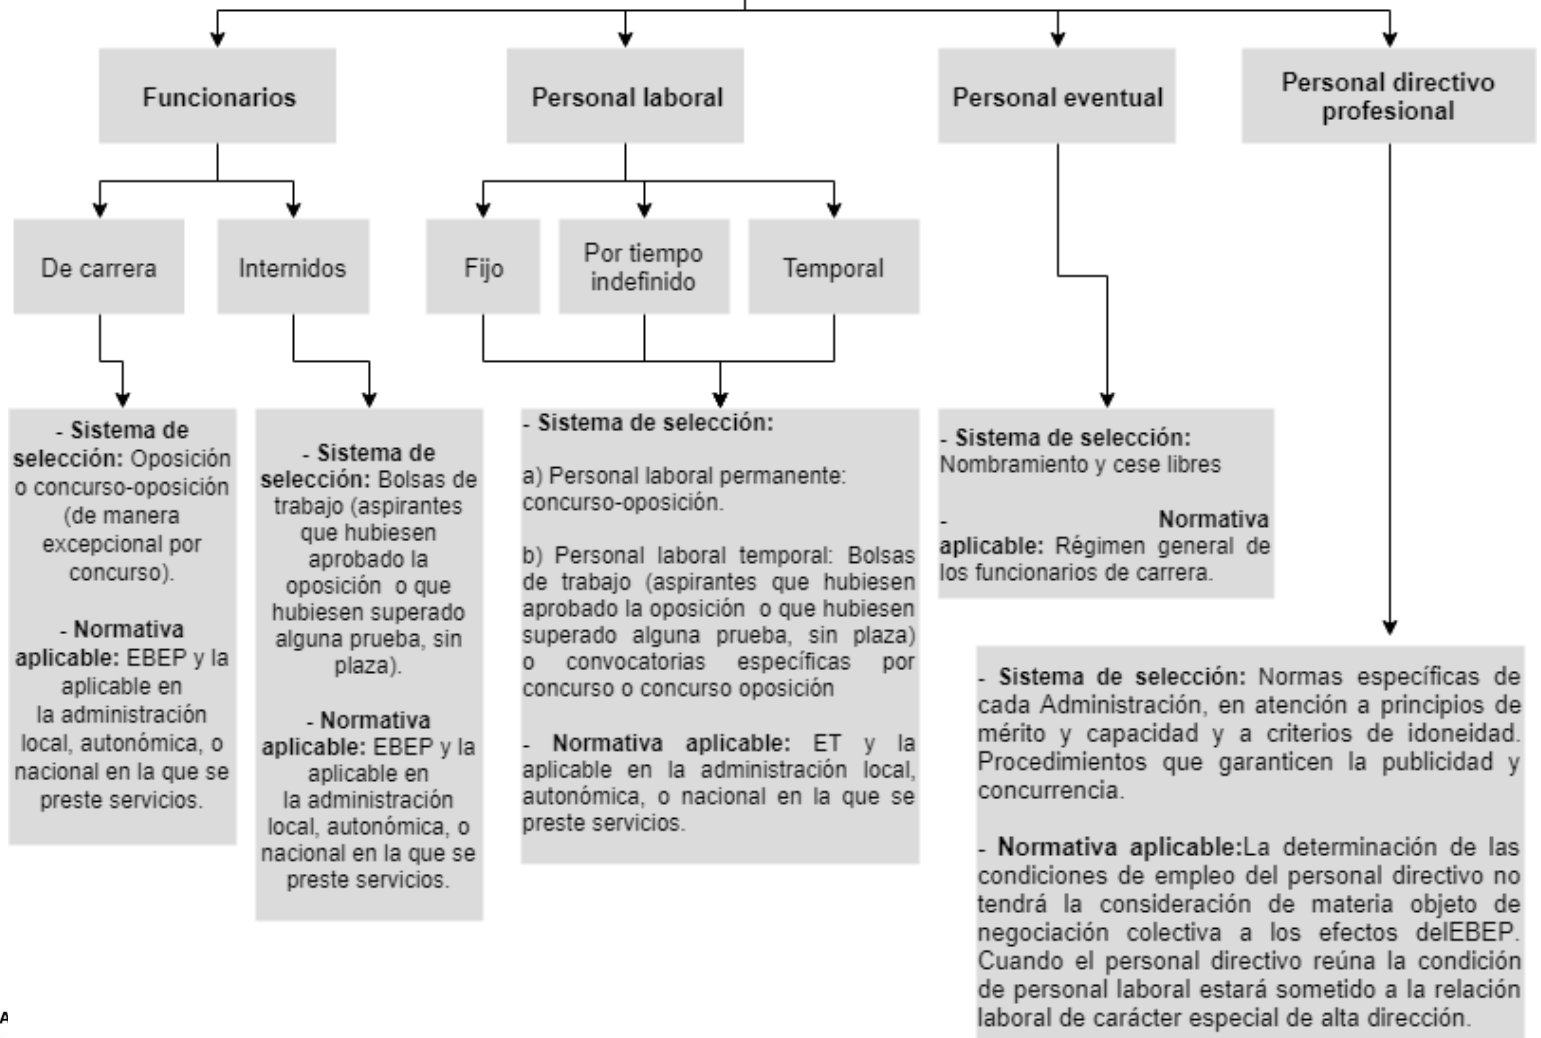 Funcionarios
Personal laboral
Personal eventual
Personal directivo
profesional
De carrera
Internidos
Fijo
Por tiempo
indefinido
Temporal
- Sistema de
selección: Oposición
o concurso-oposición
(de manera
excepcional por
concurso).
- Normativa
aplicable: EBEP y la
aplicable en
la administración
local, autonómica, o
nacional en la que se
preste servicios.
- Sistema de
selección: Bolsas de
trabajo (aspirantes
que hubiesen
aprobado la
oposición o que
hubiesen superado
alguna prueba, sin
plaza).
- Normativa
aplicable: EBEP y la
aplicable en
la administración
local, autonómica, o
nacional en la que se
preste servicios.
- Sistema de selección:
a) Personal laboral permanente:
concurso-oposición.
b) Personal laboral temporal: Bolsas
de trabajo (aspirantes que hubiesen
aprobado la oposición o que hubiesen
superado alguna prueba, sin plaza)
o convocatorias específicas por
concurso o concurso oposición
- Normativa aplicable: ET y la
aplicable en la administración local,
autonómica, o nacional en la que se
preste servicios.
- Sistema de selección:
Nombramiento y cese libres
- Normativa
aplicable: Régimen general de
los funcionarios de carrera.
- Sistema de selección: Normas específicas de
cada Administración, en atención a principios de
mérito y capacidad y a criterios de idoneidad.
Procedimientos que garanticen la publicidad y
concurrencia.
- Normativa aplicable:La determinación de las
condiciones de empleo del personal directivo no
tendrá la consideración de materia objeto de
negociación colectiva a los efectos delEBEP.
Cuando el personal directivo reúna la condición
de personal laboral estará sometido a la relación
laboral de carácter especial de alta dirección.